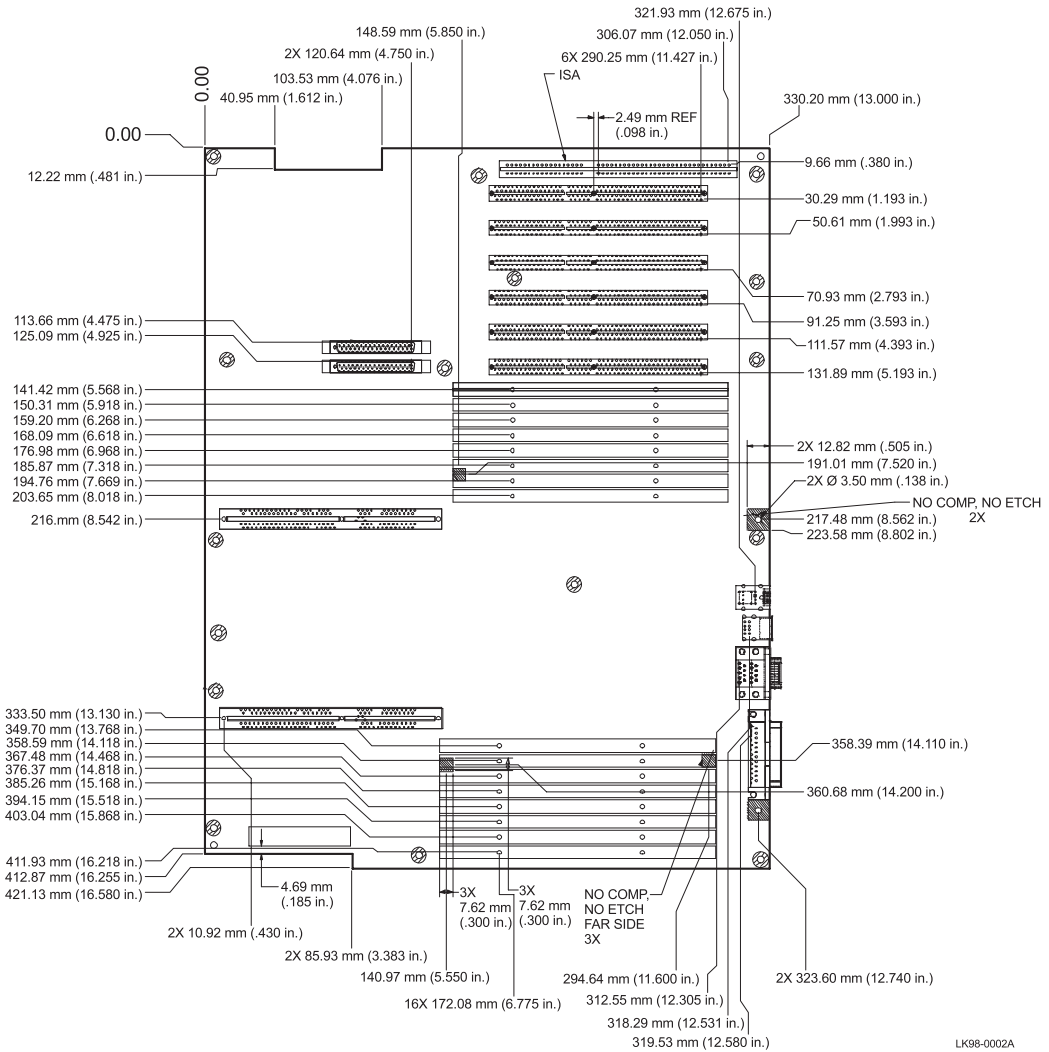 321.93 mm (12.675 in.)
148.59 mm (5.850 in.)
306.07 mm (12.050 in.)
2X 120.64 mm (4.750 in.)
6X 290.25 mm (11.427 in.)
103.53 mm (4.076 in.)
ISA
40.95 mm (1.612 in.)
0.00
330.20 mm (13.000 in.)
2.49 mm REF
(.098 in.)
0.00
12.22 mm (.481 in.)
9.66 mm (.380 in.)
30.29 mm (1.193 in.)
50.61 mm (1.993 in.)
70.93 mm (2.793 in.)
91.25 mm (3.593 in.)
111.57 mm (4.393 in.)
131.89 mm (5.193 in.)
113.66 mm (4.475 in.)
125.09 mm (4.925 in.)
141.42 mm (5.568 in.)
150.31 mm (5.918 in.)
159.20 mm (6.268 in.)
168.09 mm (6.618 in.)
176.98 mm (6.968 in.)
185.87 mm (7.318 in.)
194.76 mm (7.669 in.)
203.65 mm (8.018 in.)
216.mm (8.542 in.)
2X 12.82 mm (.505 in.)
191.01 mm (7.520 in.)
2X Ø 3.50 mm (.138 in.)
NO COMP, NO ETCH
2X
217.48 mm (8.562 in.)
223.58 mm (8.802 in.)
333.50 mm (13.130 in.)
349.70 mm (13.768 in.)
358.59 mm (14.118 in.)
367.48 mm (14.468 in.)
376.37 mm (14.818 in.)
385.26 mm (15.168 in.)
394.15 mm (15.518 in.)
403.04 mm (15.868 in.)
411.93 mm (16.218 in.)
412.87 mm (16.255 in.)
421.13 mm (16.580 in.)
358.39 mm (14.110 in.)
360.68 mm (14.200 in.)
4.69 mm
(.185 in.)
3X
7.62 mm
(.300 in.)
3X
7.62 mm
(.300 in.)
NO COMP,
NO ETCH
FAR SIDE
3X
2X 10.92 mm (.430 in.)
2X 85.93 mm (3.383 in.)
140.97 mm (5.550 in.)
16X 172.08 mm (6.775 in.)
294.64 mm (11.600 in.)
2X 323.60 mm (12.740 in.)
312.55 mm (12.305 in.)
318.29 mm (12.531 in.)
319.53 mm (12.580 in.)
LK98-0002A